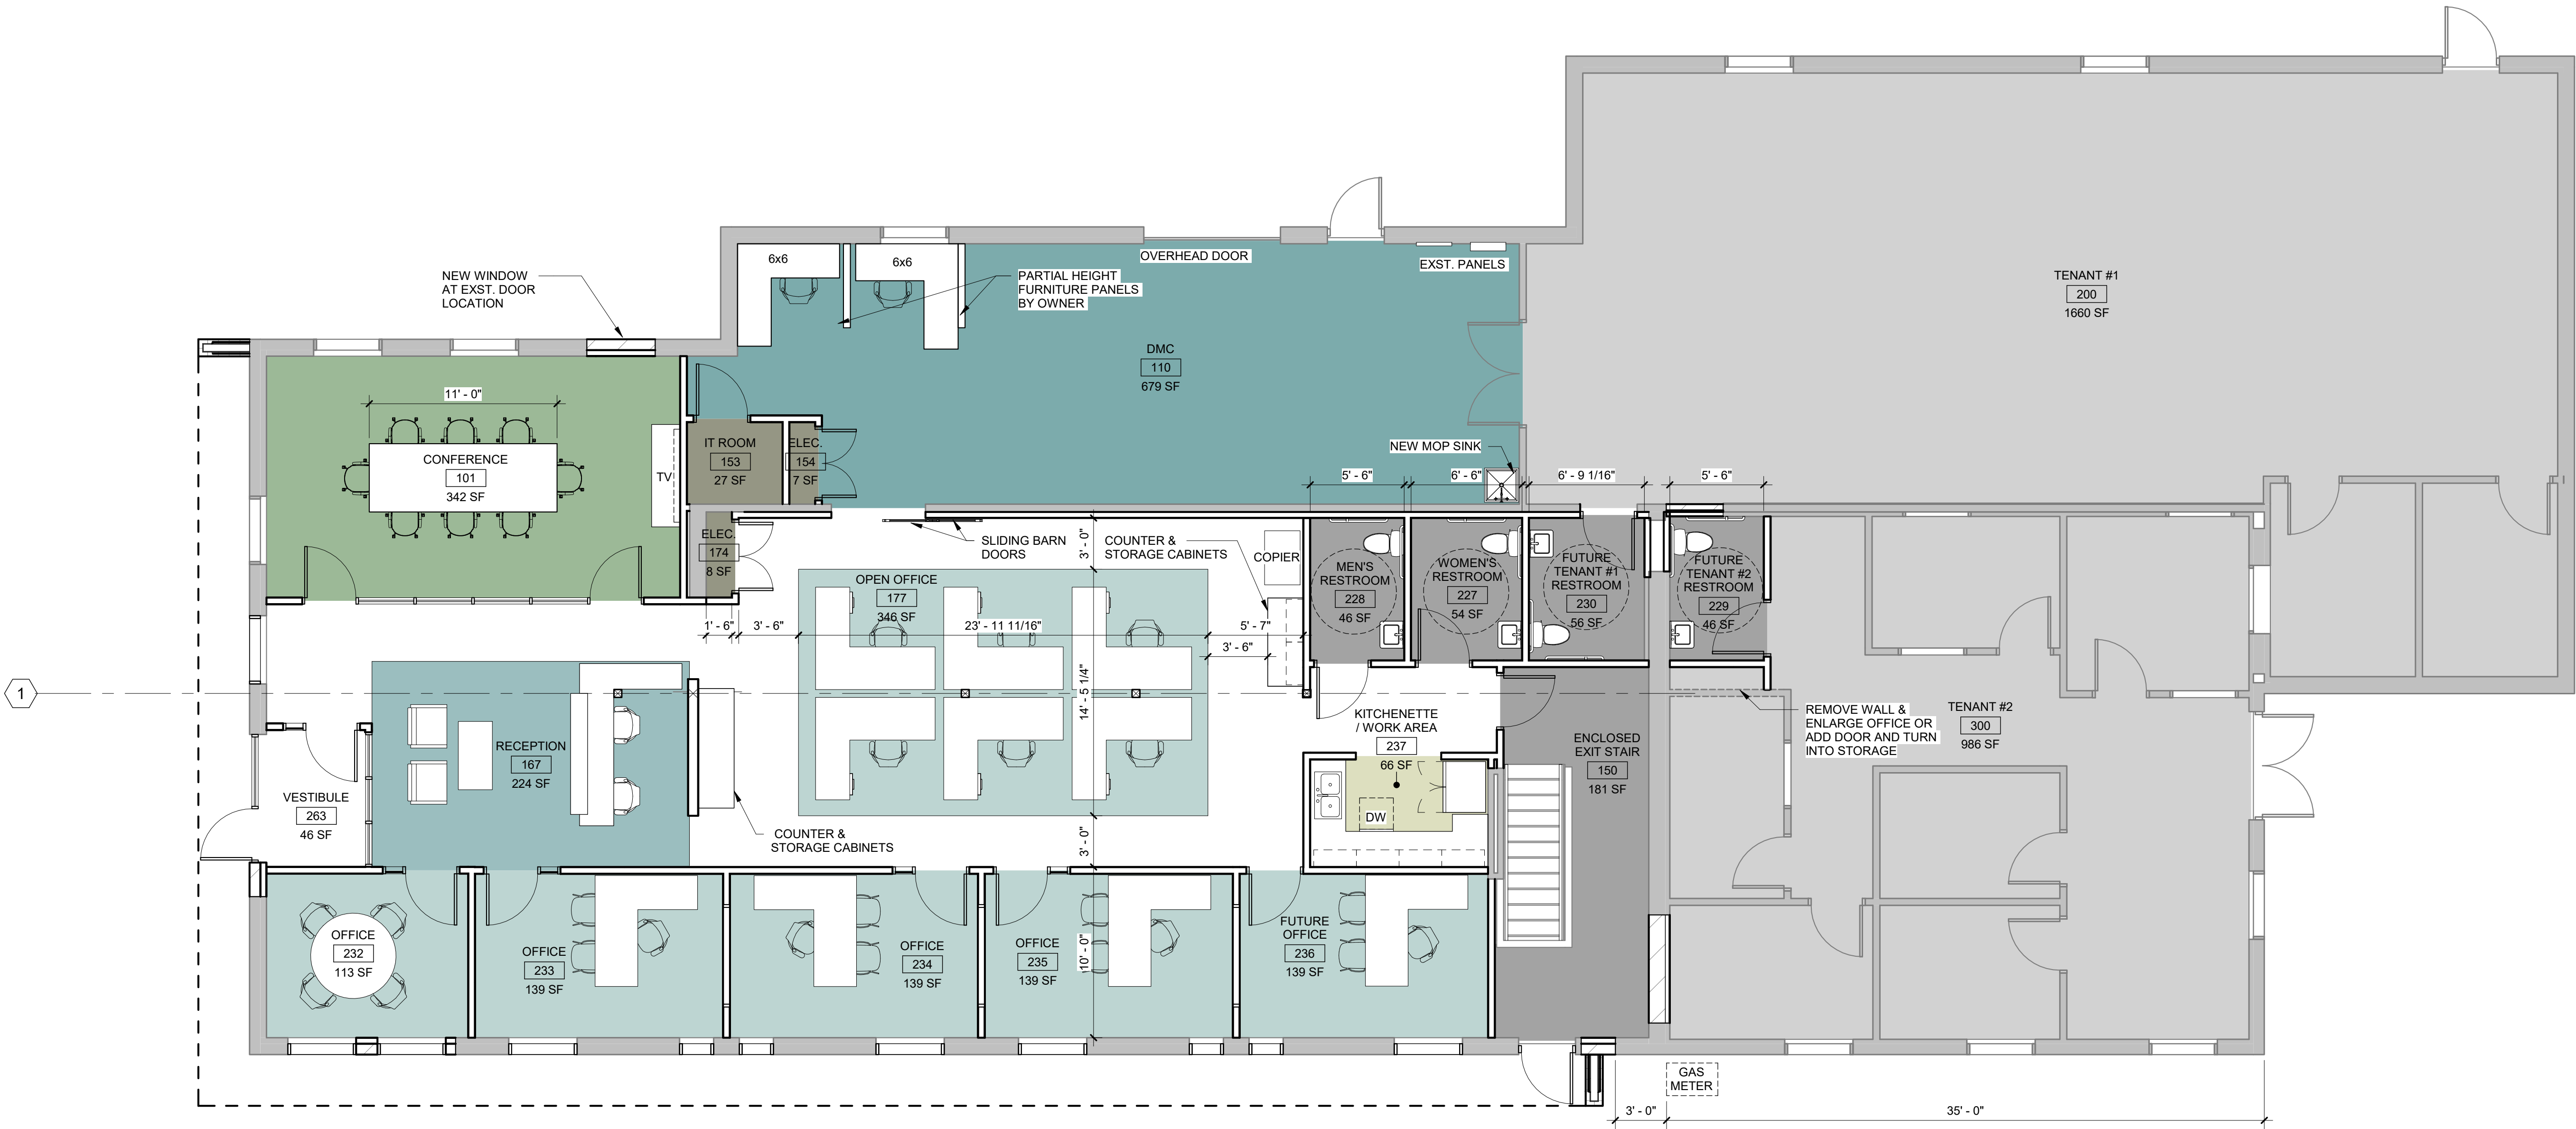 TENANT #1
200
1660 SF
OVERHEAD DOOR
EXST. PANELS
6x6
6x6
PARTIAL HEIGHT
FURNITURE PANELS
BY OWNER
NEW WINDOW
AT EXST. DOOR
LOCATION
DMC
110
679 SF
11' - 0"
CONFERENCE
101
342 SF
TV
IT ROOM
153
27 SF
ELEC.
154
7 SF
NEW MOP SINK
5' - 6"
6' - 6"
6' - 9 1/16"
5' - 6"
ELEC.
174
8 SF
SLIDING BARN
DOORS
3' - 0"
COUNTER &
STORAGE CABINETS
COPIER
MEN'S
RESTROOM
228
46 SF
WOMEN'S
RESTROOM
227
54 SF
FUTURE
TENANT #1
RESTROOM
230
56 SF
FUTURE
TENANT #2
RESTROOM
229
46 SF
OPEN OFFICE
177
346 SF
1' - 6"
3' - 6"
23' - 11 11/16"
5' - 7"
3' - 6"
14' - 5 1/4"
1
KITCHENETTE
/ WORK AREA
237
66 SF
DW
ENCLOSED
EXIT STAIR
150
181 SF
REMOVE WALL &
ENLARGE OFFICE OR
ADD DOOR AND TURN
INTO STORAGE
TENANT #2
300
986 SF
RECEPTION
167
224 SF
VESTIBULE
263
46 SF
COUNTER &
STORAGE CABINETS
3' - 0"
OFFICE
232
113 SF
OFFICE
233
139 SF
OFFICE
234
139 SF
OFFICE
235
139 SF
10' - 0"
FUTURE
OFFICE
236
139 SF
GAS
METER
3' - 0"
35' - 0"